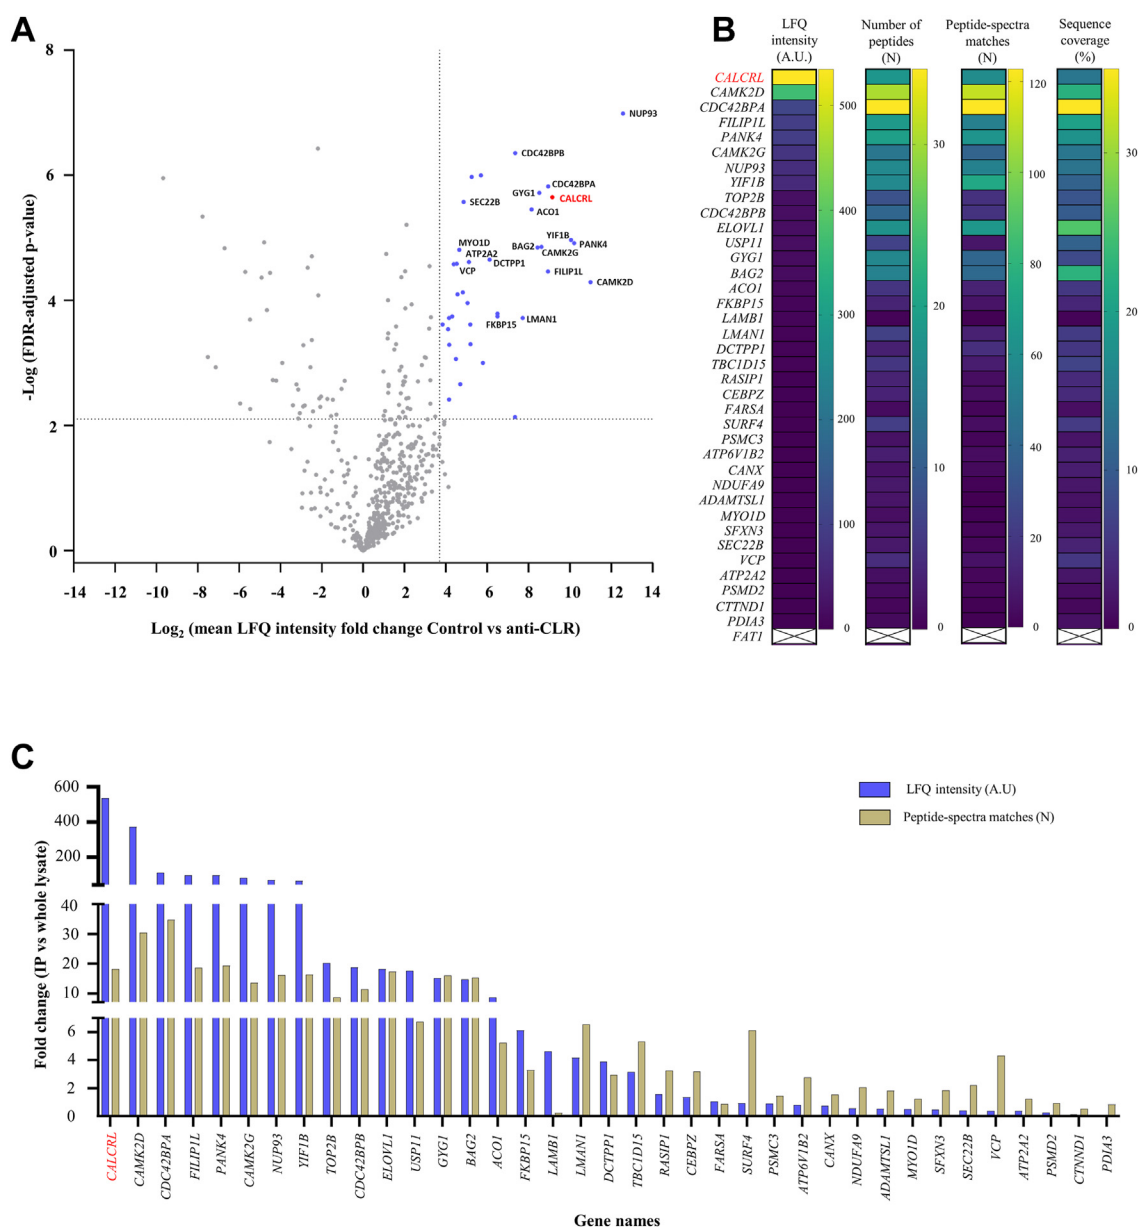 A
8
6
4
2
0
-Log (FDR-adjusted p-value)
NUP93
CDC42BPB
CDC42BPA
GYG1
CALCRL
SEC22B
ACO1
YIF1B
MYO1D
BAG2
PANK4
ATP2A2
CAMK2G
DCTPP1
VCP
FILIP1L
CAMK2D
FKBP15
LMAN1
-14
-12
-10
-8
-6
-4
-2
0
2
4
6
8
10
12
14
Log2 (mean LFQ intensity fold change Control vs anti-CLR)
B
LFQ
intensity
(A.U.)
Number of
peptides
(N)
Peptide-spectra
matches
(N)
Sequence
coverage
(%)
CALCRL
CAMK2D
CDC42BPA
FILIP1L
PANK4
CAMK2G
NUP93
YIF1B
TOP2B
CDC42BPB
ELOVL1
USP11
GYG1
BAG2
ACO1
FKBP15
LAMB1
LMAN1
DCTPP1
TBC1D15
RASIP1
CEBPZ
FARSA
SURF4
PSMC3
ATP6V1B2
CANX
NDUFA9
ADAMTSL1
MYO1D
SFXN3
SEC22B
VCP
ATP2A2
PSMD2
CTTND1
PDIA3
FAT1
500
400
300
200
100
0
30
20
10
0
120
100
80
60
40
20
0
30
20
10
0
C
600
400
200
40
30
20
10
6
4
2
0
Fold change (IP vs whole lysate)
LFQ intensity (A.U)
Peptide-spectra matches (N)
CALCRL
CAMK2D
CDC42BPA
FILIP1L
PANK4
CAMK2G
NUP93
YIF1B
TOP2B
CDC42BPB
ELOVL1
USP11
GYG1
BAG2
ACO1
FKBP15
LAMB1
LMAN1
DCTPP1
TBC1D15
RASIP1
CEBPZ
FARSA
SURF4
PSMC3
ATP6V1B2
CANX
NDUFA9
ADAMTSL1
MYO1D
SFXN3
SEC22B
VCP
ATP2A2
PSMD2
CTNND1
PDIA3
Gene names